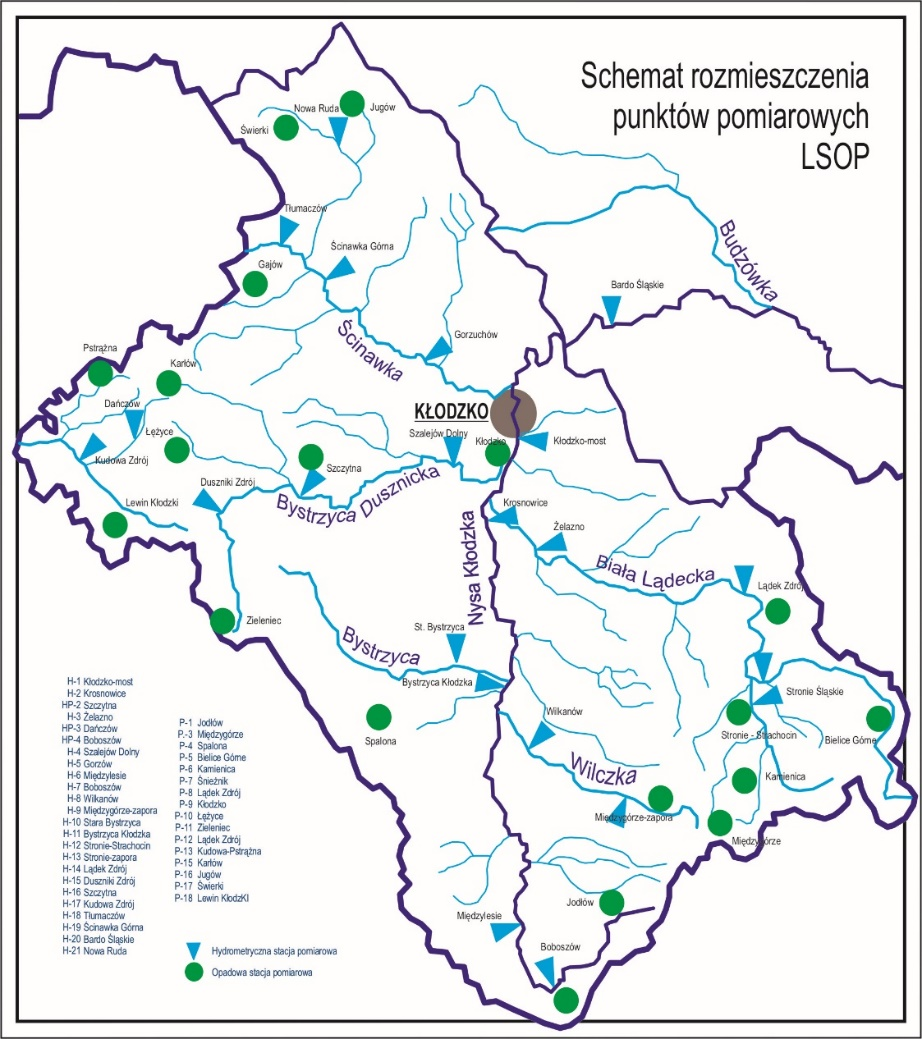 Schemat rozmieszczenia
punktów pomiarowych
LSOP
Nowa Ruda
Jugów
Świerki
Tłumaczów
Ścinawka Górna
Gajów
Budzówka
Bardo Śląskie
Ścinawka
Gorzuchów
Pstrążna
Karłów
Dańczów
Łężyce
Kudowa Zdrój
KŁODZKO
Szalejów Dolny
Kłodzko
Kłodzko-most
Szczytna
Duszniki Zdrój
Bystrzyca Dusznicka
Lewin Kłodzki
Krosnowice
Żelazno
Nysa Kłodzka
Biała Lądecka
Lądek Zdrój
Zieleniec
St. Bystrzyca
Bystrzyca
Bystrzyca Kłodzka
Stronie Śląskie
Wilkanów
Spalona
Stronie - Strachocin
Bielice Górne
Wilczka
Kamienica
Międzygórze-zapora
Międzygórze
Jodłów
Międzylesie
Boboszów
H-1 Kłodzko-most
H-2 Krosnowice
HP-2 Szczytna
H-3 Żelazno
HP-3 Dańczów
HP-4 Boboszów
H-4 Szalejów Dolny
H-5 Gorzów
H-6 Międzylesie
H-7 Boboszów
H-8 Wilkanów
H-9 Międzygórze-zapora
H-10 Stara Bystrzyca
H-11 Bystrzyca Kłodzka
H-12 Stronie-Strachocin
H-13 Stronie-zapora
H-14 Lądek Zdrój
H-15 Duszniki Zdrój
H-16 Szczytna
H-17 Kudowa Zdrój
H-18 Tłumaczów
H-19 Ścinawka Górna
H-20 Bardo Śląskie
H-21 Nowa Ruda
P-1 Jodłów
P.-3 Międzygórze
P-4 Spalona
P-5 Bielice Górne
P-6 Kamienica
P-7 Śnieżnik
P-8 Lądek Zdrój
P-9 Kłodzko
P-10 Łężyce
P-11 Zieleniec
P-12 Lądek Zdrój
P-13 Kudowa-Pstrążna
P-15 Karłów
P-16 Jugów
P-17 Świerki
P-18 Lewin KłodzKI
Hydrometryczna stacja pomiarowa
Opadowa stacja pomiarowa